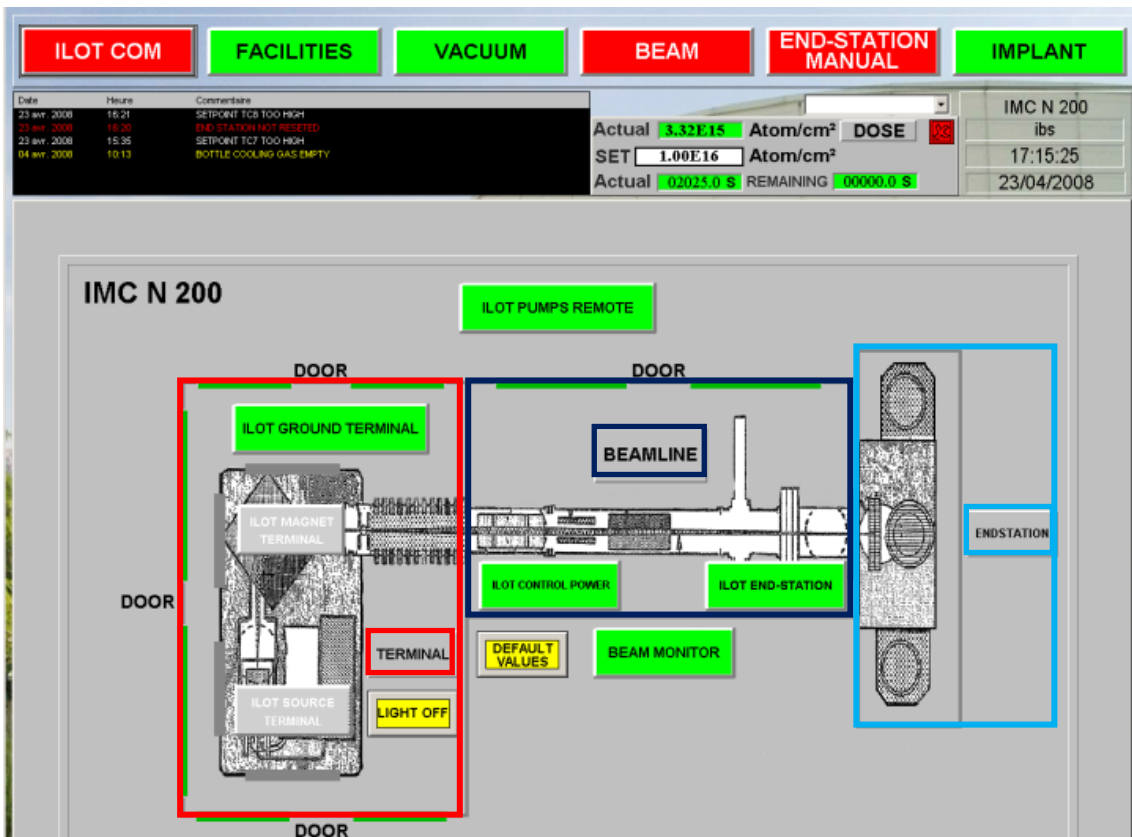 ILOT COM
FACILITIES
VACUUM
BEAM
END-STATION
MANUAL
IMPLANT
Date Heure Commentaire
23 avr. 2008 16:21 SETPOINT TC8 TOO HIGH
23 avr. 2008 16:20 END STATION NOT RESETED
23 avr. 2008 15:35 SETPOINT TC7 TOO HIGH
04 avr. 2008 10:13 BOTTLE COOLING GAS EMPTY
Actual 3.32E15 Atom/cm² DOSE
SET 1.00E16 Atom/cm²
Actual 02025.0 S REMAINING 00000.0 S
IMC N 200
ibs
17:15:25
23/04/2008
IMC N 200
ILOT PUMPS REMOTE
DOOR
DOOR
ILOT GROUND TERMINAL
BEAMLINE
ILOT MAGNET
TERMINAL
ENDSTATION
ILOT CONTROL POWER
ILOT END-STATION
DOOR
TERMINAL
DEFAULT
VALUES
BEAM MONITOR
ILOT SOURCE
TERMINAL
LIGHT OFF
DOOR